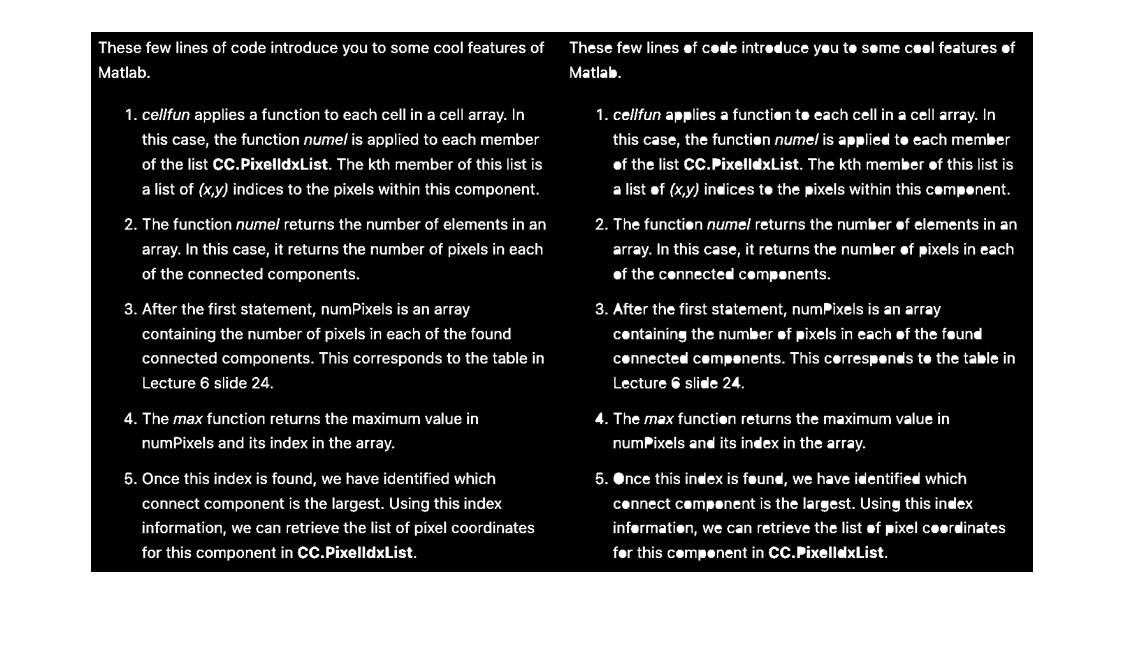 These few lines of code introduce you to some cool features of
Matlab.
1. cellfun applies a function to each cell in a cell array. In
this case, the function numel is applied to each member
of the list CC.PixelIdxList. The kth member of this list is
a list of (x,y) indices to the pixels within this component.
2. The function numel returns the number of elements in an
array. In this case, it returns the number of pixels in each
of the connected components.
3. After the first statement, numPixels is an array
containing the number of pixels in each of the found
connected components. This corresponds to the table in
Lecture 6 slide 24.
4. The max function returns the maximum value in
numPixels and its index in the array.
5. Once this index is found, we have identified which
connect component is the largest. Using this index
information, we can retrieve the list of pixel coordinates
for this component in CC.PixelIdxList.
These few lines of code introduce you to some cool features of
Matlab.
1. cellfun applies a function to each cell in a cell array. In
this case, the function numel is applied to each member
of the list CC.PixelIdxList. The kth member of this list is
a list of (x,y) indices to the pixels within this component.
2. The function numel returns the number of elements in an
array. In this case, it returns the number of pixels in each
of the connected components.
3. After the first statement, numPixels is an array
containing the number of pixels in each of the found
connected components. This corresponds to the table in
Lecture 6 slide 24.
4. The max function returns the maximum value in
numPixels and its index in the array.
5. Once this index is found, we have identified which
connect component is the largest. Using this index
information, we can retrieve the list of pixel coordinates
for this component in CC.PixelIdxList.